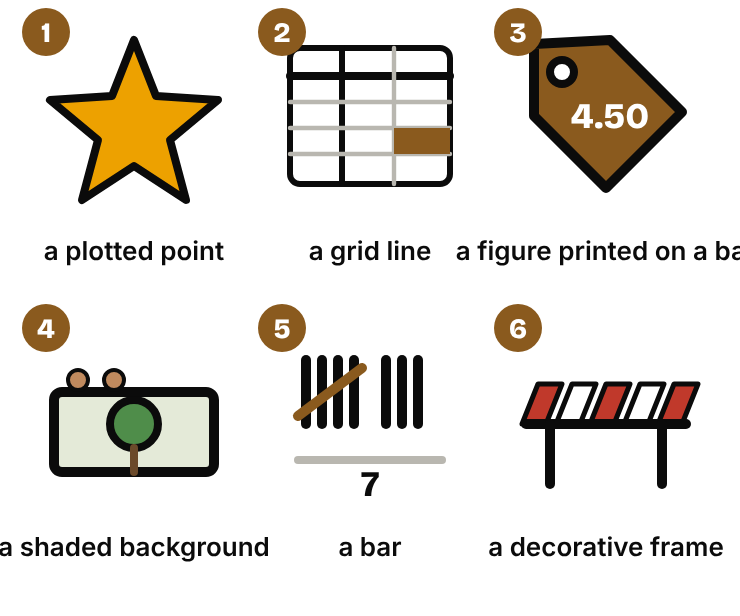 1
2
3
4.50
a plotted point
a grid line
a figure printed on a ba
4
5
6
7
a shaded background
a bar
a decorative frame